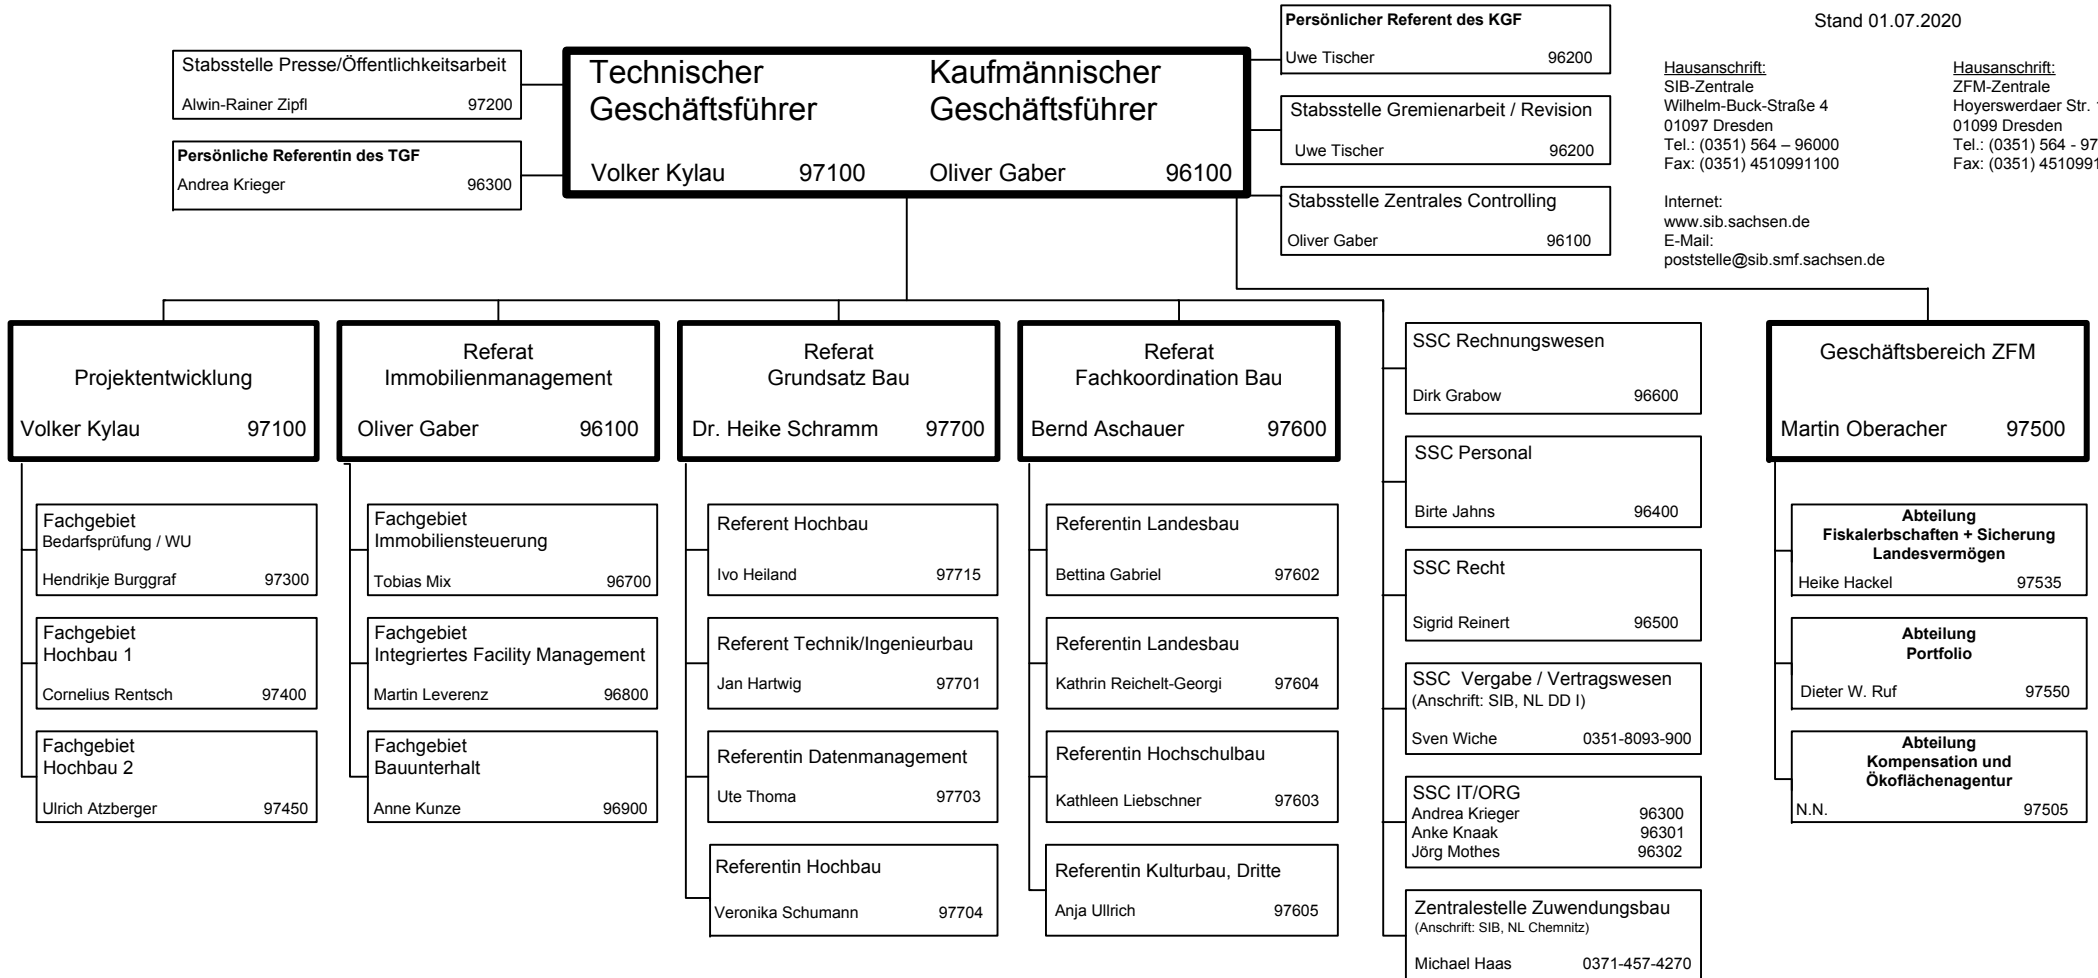 Stand 01.07.2020
Stabsstelle Presse/Öffentlichkeitsarbeit
Alwin-Rainer Zipfl 97200
Persönliche Referentin des TGF
Andrea Krieger 96300
Technischer
Geschäftsführer
Volker Kylau 97100
Kaufmännischer
Geschäftsführer
Oliver Gaber 96100
Persönlicher Referent des KGF
Uwe Tischer 96200
Stabsstelle Gremienarbeit / Revision
Uwe Tischer 96200
Stabsstelle Zentrales Controlling
Oliver Gaber 96100
Hausanschrift:
SIB-Zentrale
Wilhelm-Buck-Straße 4
01097 Dresden
Tel.: (0351) 564 – 96000
Fax: (0351) 4510991100
Internet:
www.sib.sachsen.de
E-Mail:
poststelle@sib.smf.sachsen.de
Hausanschrift:
ZFM-Zentrale
Hoyerswerdaer Str.
01099 Dresden
Tel.: (0351) 564 - 97
Fax: (0351) 4510991
Projektentwicklung
Volker Kylau 97100
Fachgebiet
Bedarfsprüfung / WU
Hendrikje Burggraf 97300
Fachgebiet
Hochbau 1
Cornelius Rentsch 97400
Fachgebiet
Hochbau 2
Ulrich Atzberger 97450
Referat
Immobilienmanagement
Oliver Gaber 96100
Fachgebiet
Immobiliensteuerung
Tobias Mix 96700
Fachgebiet
Integriertes Facility Management
Martin Leverenz 96800
Fachgebiet
Bauunterhalt
Anne Kunze 96900
Referat
Grundsatz Bau
Dr. Heike Schramm 97700
Referent Hochbau
Ivo Heiland 97715
Referent Technik/Ingenieurbau
Jan Hartwig 97701
Referentin Datenmanagement
Ute Thoma 97703
Referentin Hochbau
Veronika Schumann 97704
Referat
Fachkoordination Bau
Bernd Aschauer 97600
Referentin Landesbau
Bettina Gabriel 97602
Referentin Landesbau
Kathrin Reichelt-Georgi 97604
Referentin Hochschulbau
Kathleen Liebschner 97603
Referentin Kulturbau, Dritte
Anja Ullrich 97605
SSC Rechnungswesen
Dirk Grabow 96600
SSC Personal
Birte Jahns 96400
SSC Recht
Sigrid Reinert 96500
SSC Vergabe / Vertragswesen
(Anschrift: SIB, NL DD I)
Sven Wiche 0351-8093-900
SSC IT/ORG
Andrea Krieger 96300
Anke Knaak 96301
Jörg Mothes 96302
Zentralestelle Zuwendungsbau
(Anschrift: SIB, NL Chemnitz)
Michael Haas 0371-457-4270
Geschäftsbereich ZFM
Martin Oberacher 97500
Abteilung
Fiskalerbschaften + Sicherung
Landesvermögen
Heike Hackel 97535
Abteilung
Portfolio
Dieter W. Ruf 97550
Abteilung
Kompensation und
Ökoflächenagentur
N.N. 97505